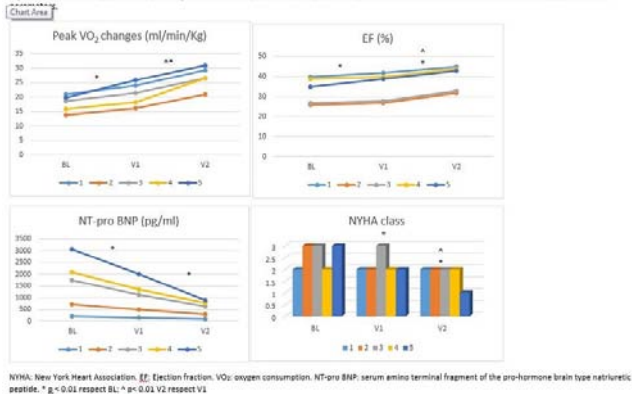 Chart Area
Peak VO2 changes (ml/min/Kg)
35
30
25
20
15
10
5
0
*
^*
BL V1 V2
1 2 3 4 5
EF (%)
50
40
30
20
10
0
*
^
*
BL V1 V2
1 2 3 4 5
NT-pro BNP (pg/ml)
3500
3000
2500
2000
1500
1000
500
0
*
*
BL V1 V2
1 2 3 4 5
NYHA class
3
2.5
2
1.5
1
0.5
0
*
^
*
BL V1 V2
1 2 3 4 5
NYHA: New York Heart Association. EF: Ejection fraction. VO2: oxygen consumption. NT-pro BNP: serum amino terminal fragment of the pro-hormone brain type natriuretic
peptide. * p < 0.01 respect BL; ^ p< 0.01 V2 respect V1